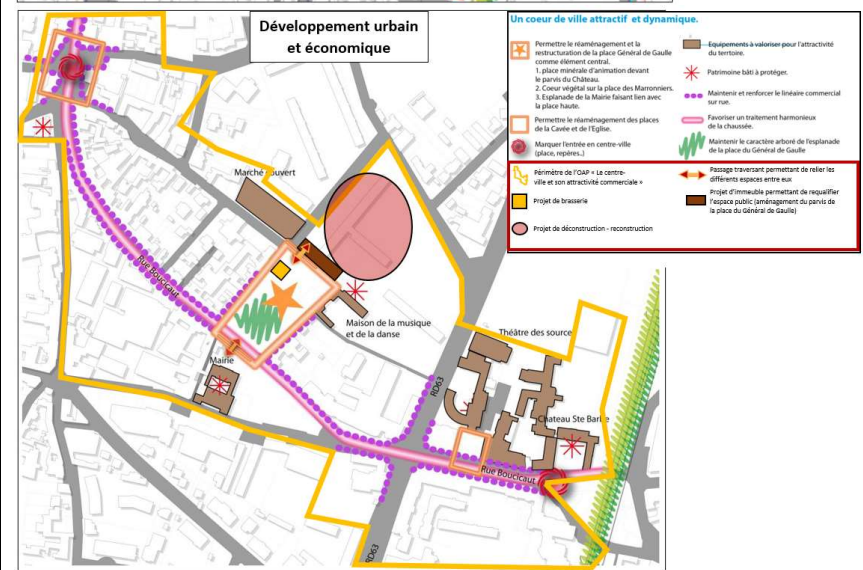 Développement urbain
et économique
Un coeur de ville attractif et dynamique.
Permettre le réaménagement et la
restructuration de la place Général de Gaulle
comme élément central.
1. place minérale d'animation devant
le parvis du Château.
2. Coeur végétal sur la place des Marronniers.
3. Esplanade de la Mairie faisant lien avec
la place haute.
Permettre le réaménagement des places
de la Cavée et de l'Eglise.
Marquer l'entrée en centre-ville
(place, repères..)
Equipements à valoriser pour l'attractivité
du territoire.
Patrimoine bâti à protéger.
Maintenir et renforcer le linéaire commercial
sur rue.
Favoriser un traitement harmonieux
de la chaussée.
Maintenir le caractère arboré de l'esplanade
de la place du Général de Gaulle
Périmètre de l'OAP « Le centre-
ville et son attractivité commerciale »
Projet de brasserie
Projet de déconstruction - reconstruction
Passage traversant permettant de relier les
différents espaces entre eux
Projet d'immeuble permettant de requalifier
l'espace public (aménagement du parvis de
la place du Général de Gaulle)
Marché couvert
Rue Boucicaut
Maison de la musique
et de la danse
Mairie
Théâtre des source
RD63
Chateau Ste Barbe
Rue Boucicaut
RD63